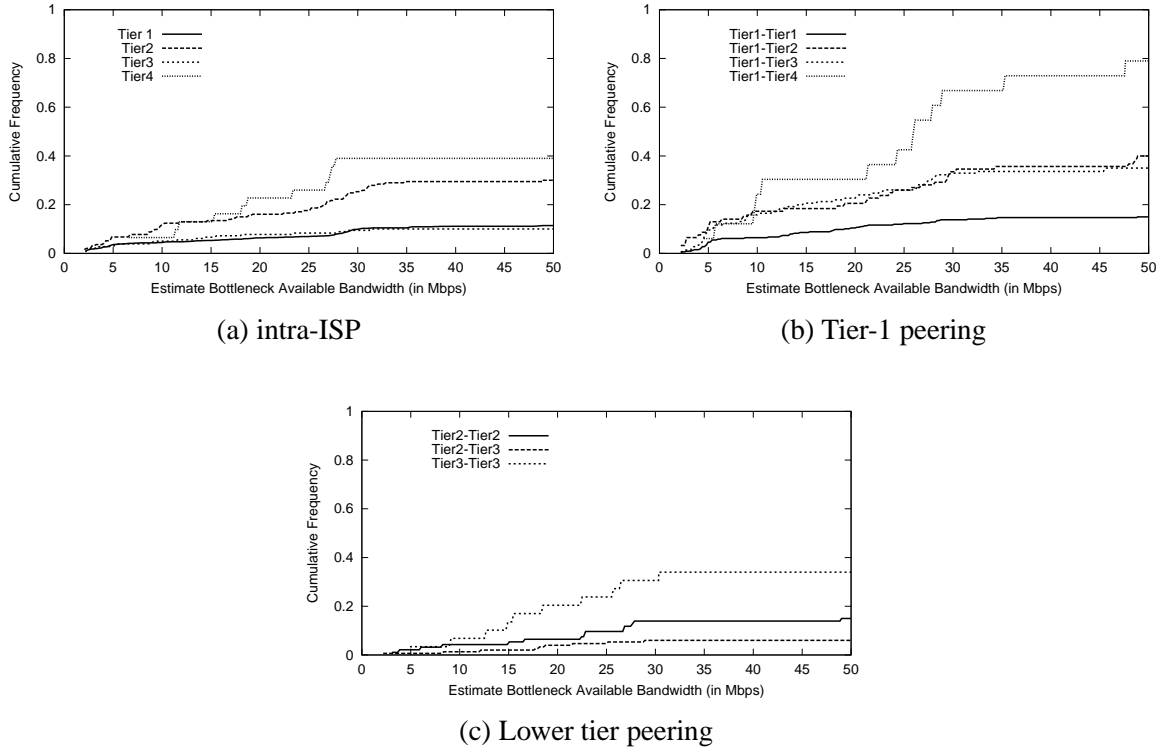 1
0.8
0.6
0.4
0.2
0
Cumulative Frequency
Tier 1
Tier2
Tier3
Tier4
0 5 10 15 20 25 30 35 40 45 50
Estimate Bottleneck Available Bandwidth (in Mbps)
(a) intra-ISP
1
0.8
0.6
0.4
0.2
0
Cumulative Frequency
Tier1-Tier1
Tier1-Tier2
Tier1-Tier3
Tier1-Tier4
0 5 10 15 20 25 30 35 40 45 50
Estimate Bottleneck Available Bandwidth (in Mbps)
(b) Tier-1 peering
1
0.8
0.6
0.4
0.2
0
Cumulative Frequency
Tier2-Tier2
Tier2-Tier3
Tier3-Tier3
0 5 10 15 20 25 30 35 40 45 50
Estimate Bottleneck Available Bandwidth (in Mbps)
(c) Lower tier peering